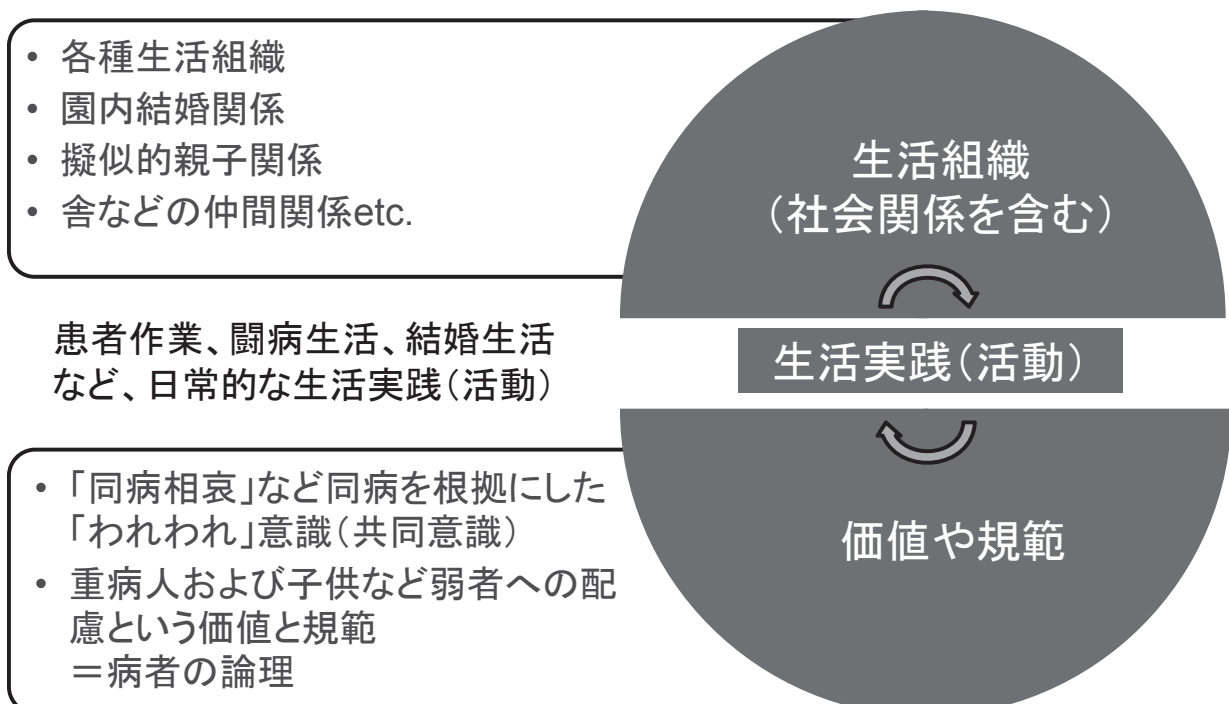 • 各種生活組織
• 園内結婚関係
• 擬似的親子関係
• 舎などの仲間関係etc.
生活組織
（社会関係を含む）
患者作業、闘病生活、結婚生活
など、日常的な生活実践（活動）
生活実践（活動）
• 「同病相哀」など同病を根拠にした
「われわれ」意識（共同意識）
• 重病人および子供など弱者への配
慮という価値と規範
＝病者の論理
価値や規範